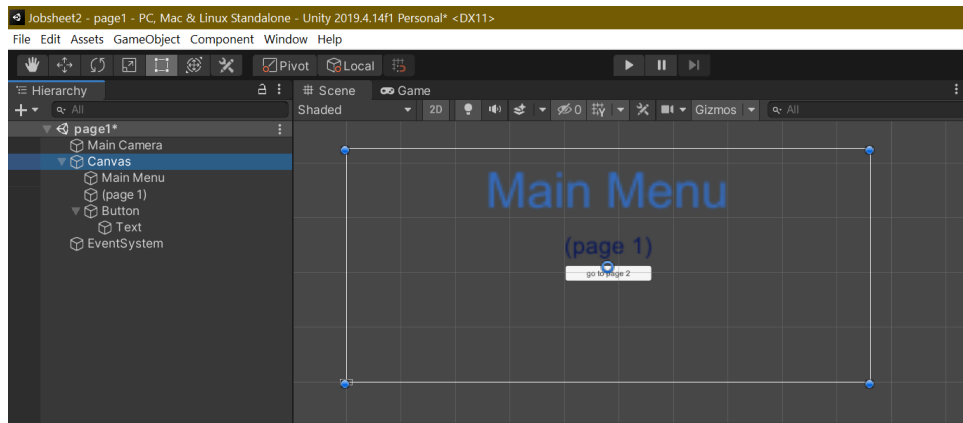 Jobsheet2 - page1 - PC, Mac & Linux Standalone - Unity 2019.4.14f1 Personal* <DX11>
File Edit Assets GameObject Component Window Help
Pivot Local
Hierarchy
Scene Game
All
Shaded 2D 0 Gizmos All
page1*
Main Camera
Canvas
Main Menu
(page 1)
Button
Text
EventSystem
Main Menu
(page 1)
go to page 2